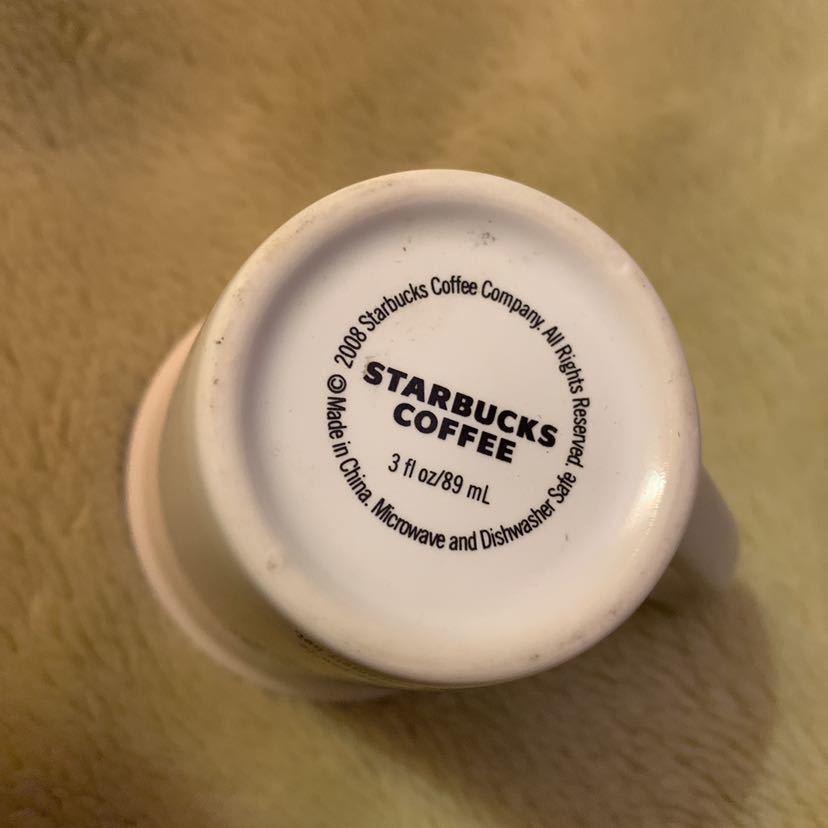 © 2008 Starbucks Coffee Company. All Rights Reserved.
Made in China. Microwave and Dishwasher Safe
STARBUCKS
COFFEE
3 fl oz/89 mL